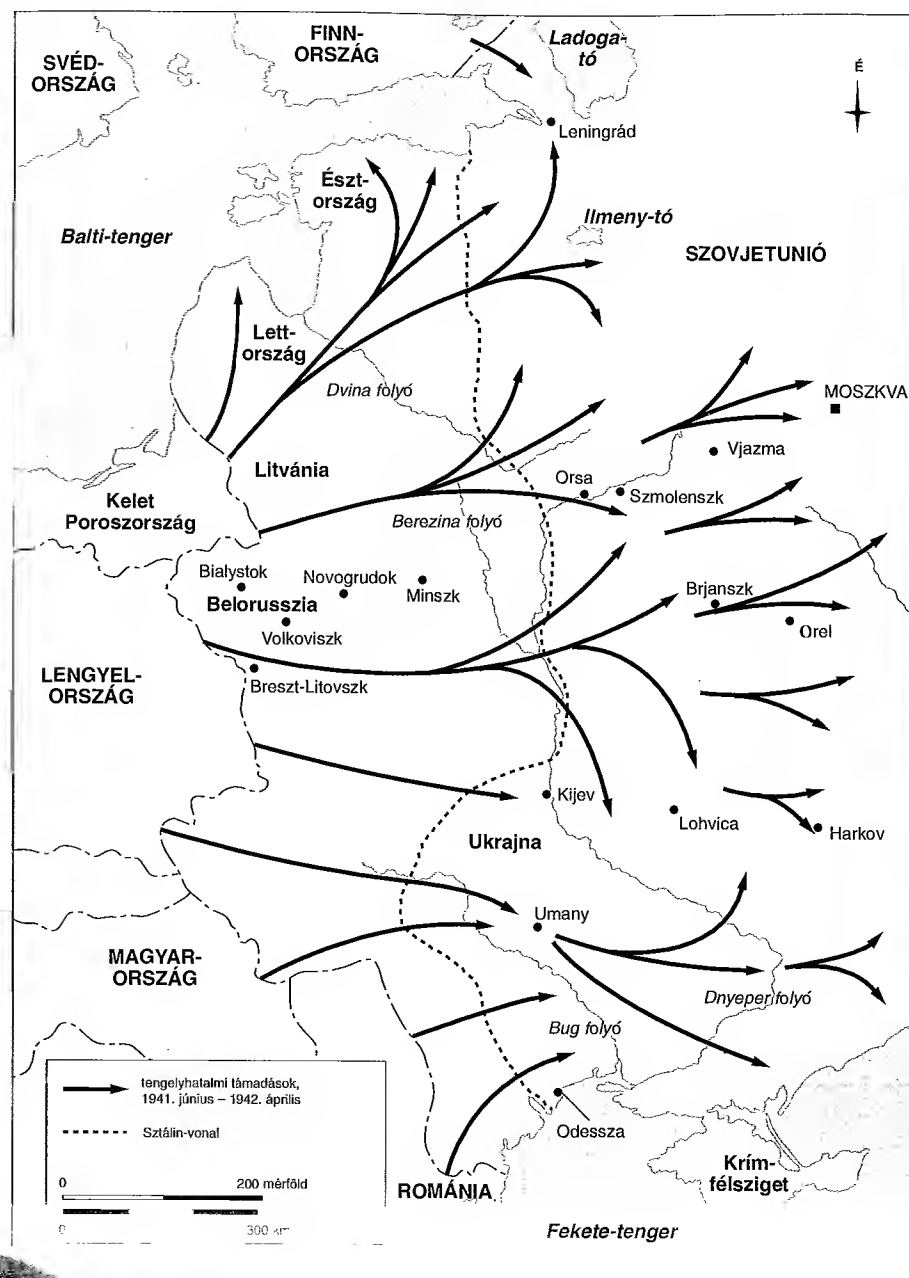 FINN-
ORSZÁG
Ladoga-
tó
SVÉD-
ORSZÁG
É
Leningrád
Észt-
ország
Ilmeny-tó
Balti-tenger
SZOVJETUNIÓ
Lett-
ország
Dvina folyó
MOSZKVA
Vjazma
Litvánia
Orsa
Szmolenszk
Kelet
Poroszország
Berezina folyó
Bialystok
Novogrudok
Minszk
Belorusszia
Brjanszk
Volkoviszk
Orel
LENGYEL-
ORSZÁG
Breszt-Litovszk
Kijev
Lohvica
Harkov
Ukrajna
Umany
MAGYAR-
ORSZÁG
Dnyeper folyó
Bug folyó
tengelyhatalmi támadások,
1941. június – 1942. április
Sztálin-vonal
0 200 mérföld
0 300 km
Odessza
ROMÁNIA
Krím-
félsziget
Fekete-tenger